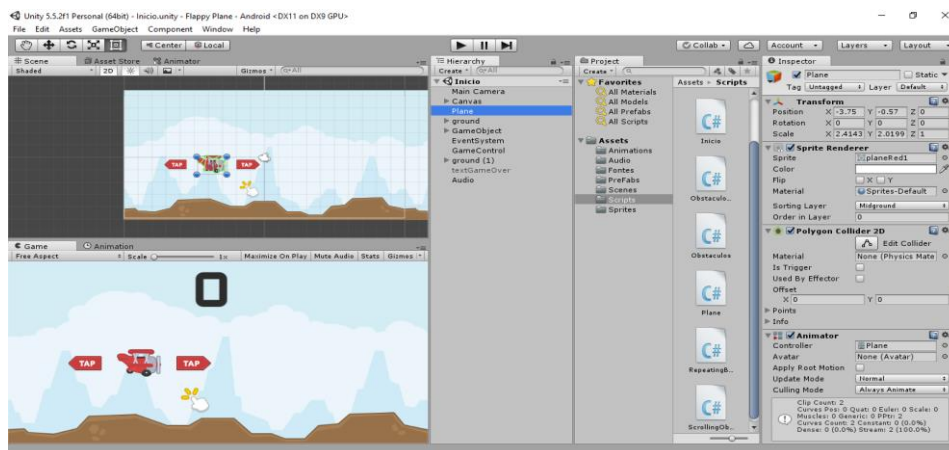 Unity 5.5.2f1 Personal (64bit) - Inicio.unity - Flappy Plane - Android <DX11 on DX9 GPU>
File Edit Assets GameObject Component Window Help
Center Local
Collab
Account
Layers
Layout
Scene
Asset Store
Animator
Shaded
2D
Gizmos
All
TAP
TAP
Game
Animation
Free Aspect
Scale
1x
Maximize On Play Mute Audio Stats Gizmos
0
TAP
TAP
Hierarchy
Create
All
Inicio
Main Camera
Canvas
Plane
ground
GameObject
EventSystem
GameControl
ground (1)
textGameOver
Audio
Project
Create
Favorites
All Materials
All Models
All Prefabs
All Scripts
Assets
Animations
Audio
Fontes
PreFabs
Scenes
Scripts
Sprites
Assets Scripts
C#
Inicio
C#
Obstaculo...
C#
Obstaculos
C#
Plane
C#
RepeatingB...
C#
ScrollingOb...
Inspector
Plane
Static
Tag Untagged Layer Default
Transform
Position X -3.75 Y -0.57 Z 0
Rotation X 0 Y 0 Z 0
Scale X 2.4143 Y 2.0199 Z 1
Sprite Renderer
Sprite planeRed1
Color
Flip X Y
Material Sprites-Default
Sorting Layer Midground
Order in Layer 0
Polygon Collider 2D
Edit Collider
Material None (Physics Mate
Is Trigger
Used By Effector
Offset
X 0 Y 0
Points
Info
Animator
Controller Plane
Avatar None (Avatar)
Apply Root Motion
Update Mode Normal
Culling Mode Always Animate
Clip Count: 2
Curves Pos: 0 Quat: 0 Euler: 0 Scale: 0
Muscles: 0 Generic: 0 PPtr: 2
Curves Count: 2 Constant: 0 (0.0%)
Dense: 0 (0.0%) Stream: 2 (100.0%)